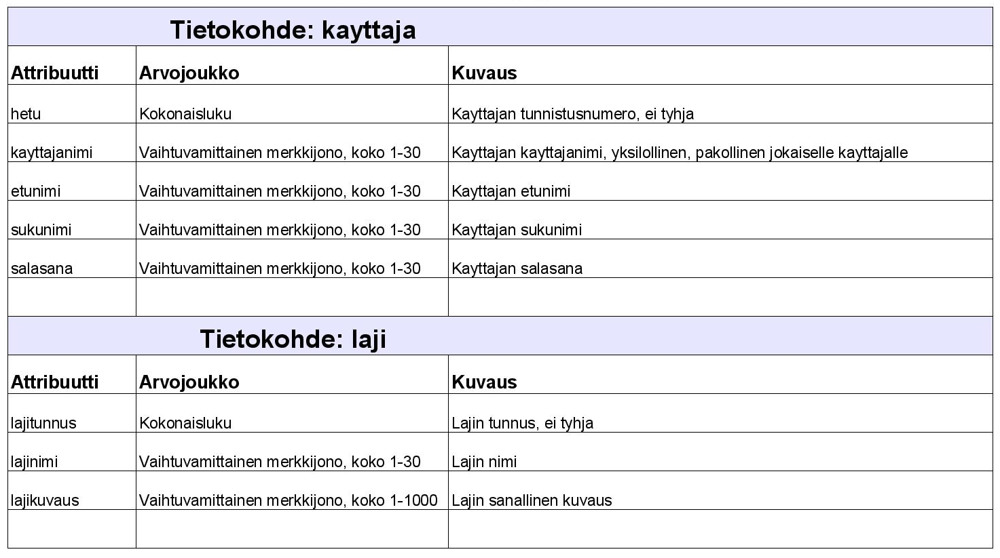 Tietokohde: kayttaja
Attribuutti Arvojoukko Kuvaus
hetu Kokonaisluku Kayttajan tunnistusnumero, ei tyhja
kayttajanimi Vaihtuvamittainen merkkijono, koko 1-30 Kayttajan kayttajanimi, yksilollinen, pakollinen jokaiselle kayttajalle
etunimi Vaihtuvamittainen merkkijono, koko 1-30 Kayttajan etunimi
sukunimi Vaihtuvamittainen merkkijono, koko 1-30 Kayttajan sukunimi
salasana Vaihtuvamittainen merkkijono, koko 1-30 Kayttajan salasana
Tietokohde: laji
Attribuutti Arvojoukko Kuvaus
lajitunnus Kokonaisluku Lajin tunnus, ei tyhja
lajinimi Vaihtuvamittainen merkkijono, koko 1-30 Lajin nimi
lajikuvaus Vaihtuvamittainen merkkijono, koko 1-1000 Lajin sanallinen kuvaus